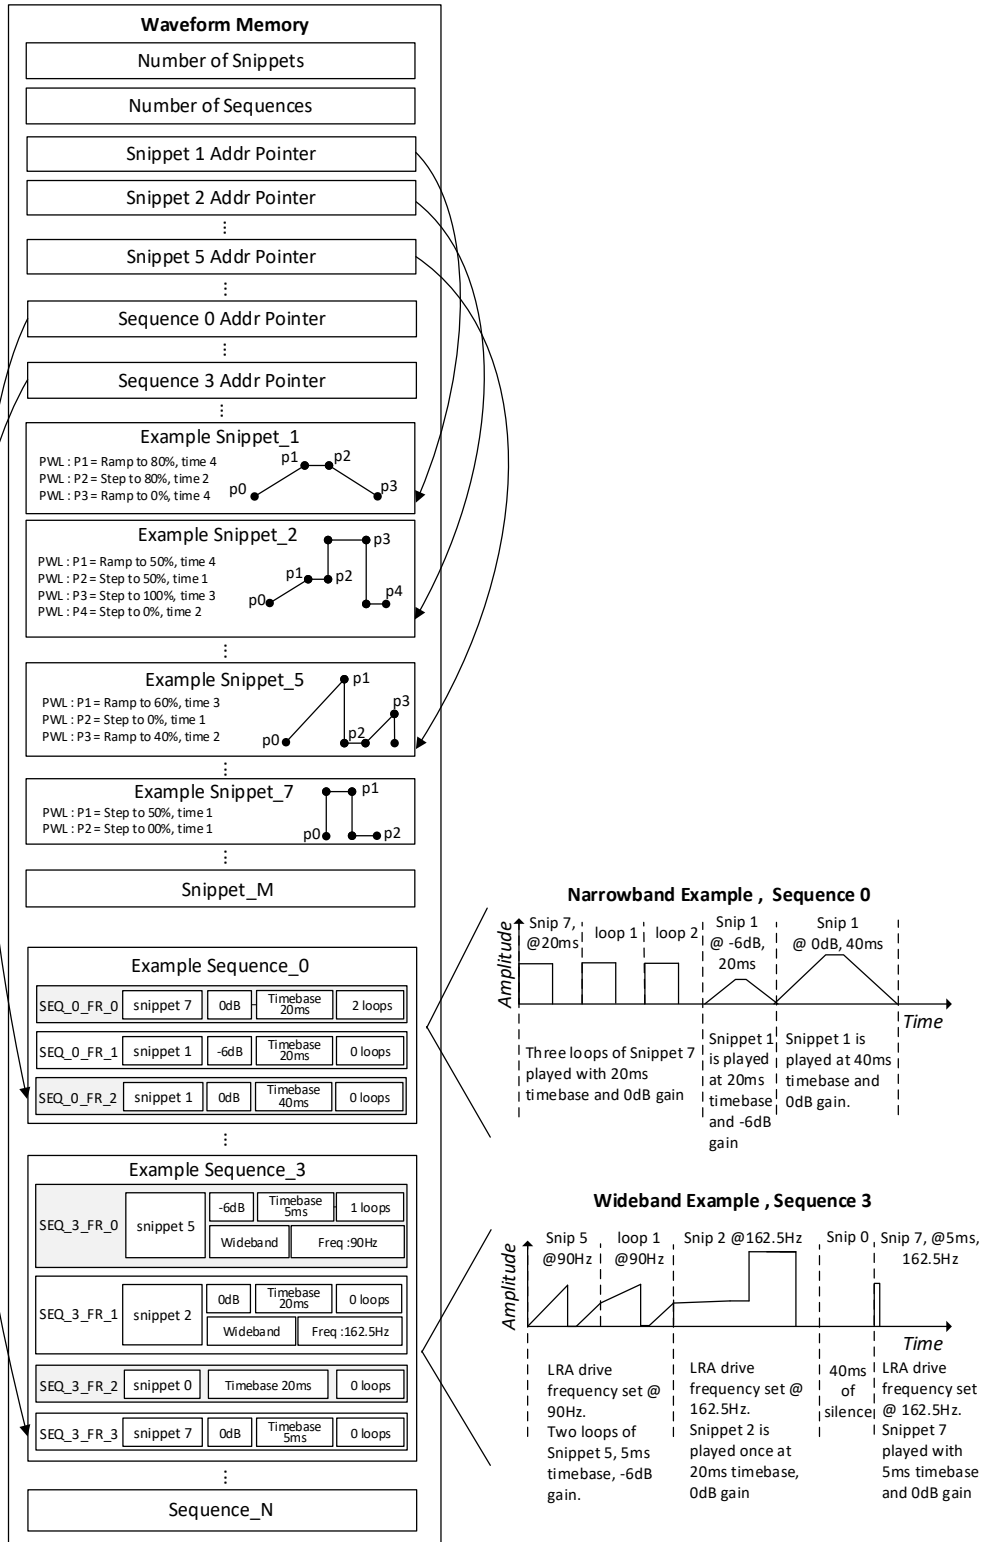 Waveform Memory
Number of Snippets
Number of Sequences
Snippet 1 Addr Pointer
Snippet 2 Addr Pointer
...
Snippet 5 Addr Pointer
...
Sequence 0 Addr Pointer
...
Sequence 3 Addr Pointer
...
Example Snippet_1
PWL : P1 = Ramp to 80%, time 4
PWL : P2 = Step to 80%, time 2
PWL : P3 = Ramp to 0%, time 4
p0
p1
p2
p3
Example Snippet_2
PWL : P1 = Ramp to 50%, time 4
PWL : P2 = Step to 50%, time 1
PWL : P3 = Step to 100%, time 3
PWL : P4 = Step to 0%, time 2
p0
p1
p2
p3
p4
...
Example Snippet_5
PWL : P1 = Ramp to 60%, time 3
PWL : P2 = Step to 0%, time 1
PWL : P3 = Ramp to 40%, time 2
p0
p1
p2
p3
...
Example Snippet_7
PWL : P1 = Step to 50%, time 1
PWL : P2 = Step to 00%, time 1
p0
p1
p2
...
Snippet_M
Example Sequence_0
SEQ_0_FR_0 snippet 7 0dB Timebase 2 loops
20ms
SEQ_0_FR_1 snippet 1 -6dB Timebase 0 loops
20ms
SEQ_0_FR_2 snippet 1 0dB Timebase 0 loops
40ms
...
Example Sequence_3
SEQ_3_FR_0 snippet 5 -6dB Timebase 1 loops
5ms
Wideband Freq :90Hz
SEQ_3_FR_1 snippet 2 0dB Timebase 0 loops
20ms
Wideband Freq :162.5Hz
SEQ_3_FR_2 snippet 0 Timebase 20ms 0 loops
SEQ_3_FR_3 snippet 7 0dB Timebase 0 loops
5ms
...
Sequence_N
Narrowband Example , Sequence 0
Amplitude
Snip 7,
@20ms
loop 1
loop 2
Snip 1
@ -6dB,
20ms
Snip 1
@ 0dB, 40ms
Time
Three loops of Snippet 7
played with 20ms
timebase and 0dB gain
Snippet 1
is played
at 20ms
timebase
and -6dB
gain
Snippet 1 is
played at 40ms
timebase and
0dB gain.
Wideband Example , Sequence 3
Amplitude
Snip 5
@90Hz
loop 1
@90Hz
Snip 2 @162.5Hz
Snip 0
Snip 7, @5ms,
162.5Hz
Time
LRA drive
frequency set @
90Hz.
Two loops of
Snippet 5, 5ms
timebase, -6dB
gain.
LRA drive
frequency set @
162.5Hz.
Snippet 2 is
played once at
20ms timebase,
0dB gain
40ms
of
silence
LRA drive
frequency set
@ 162.5Hz.
Snippet 7
played with
5ms timebase
and 0dB gain